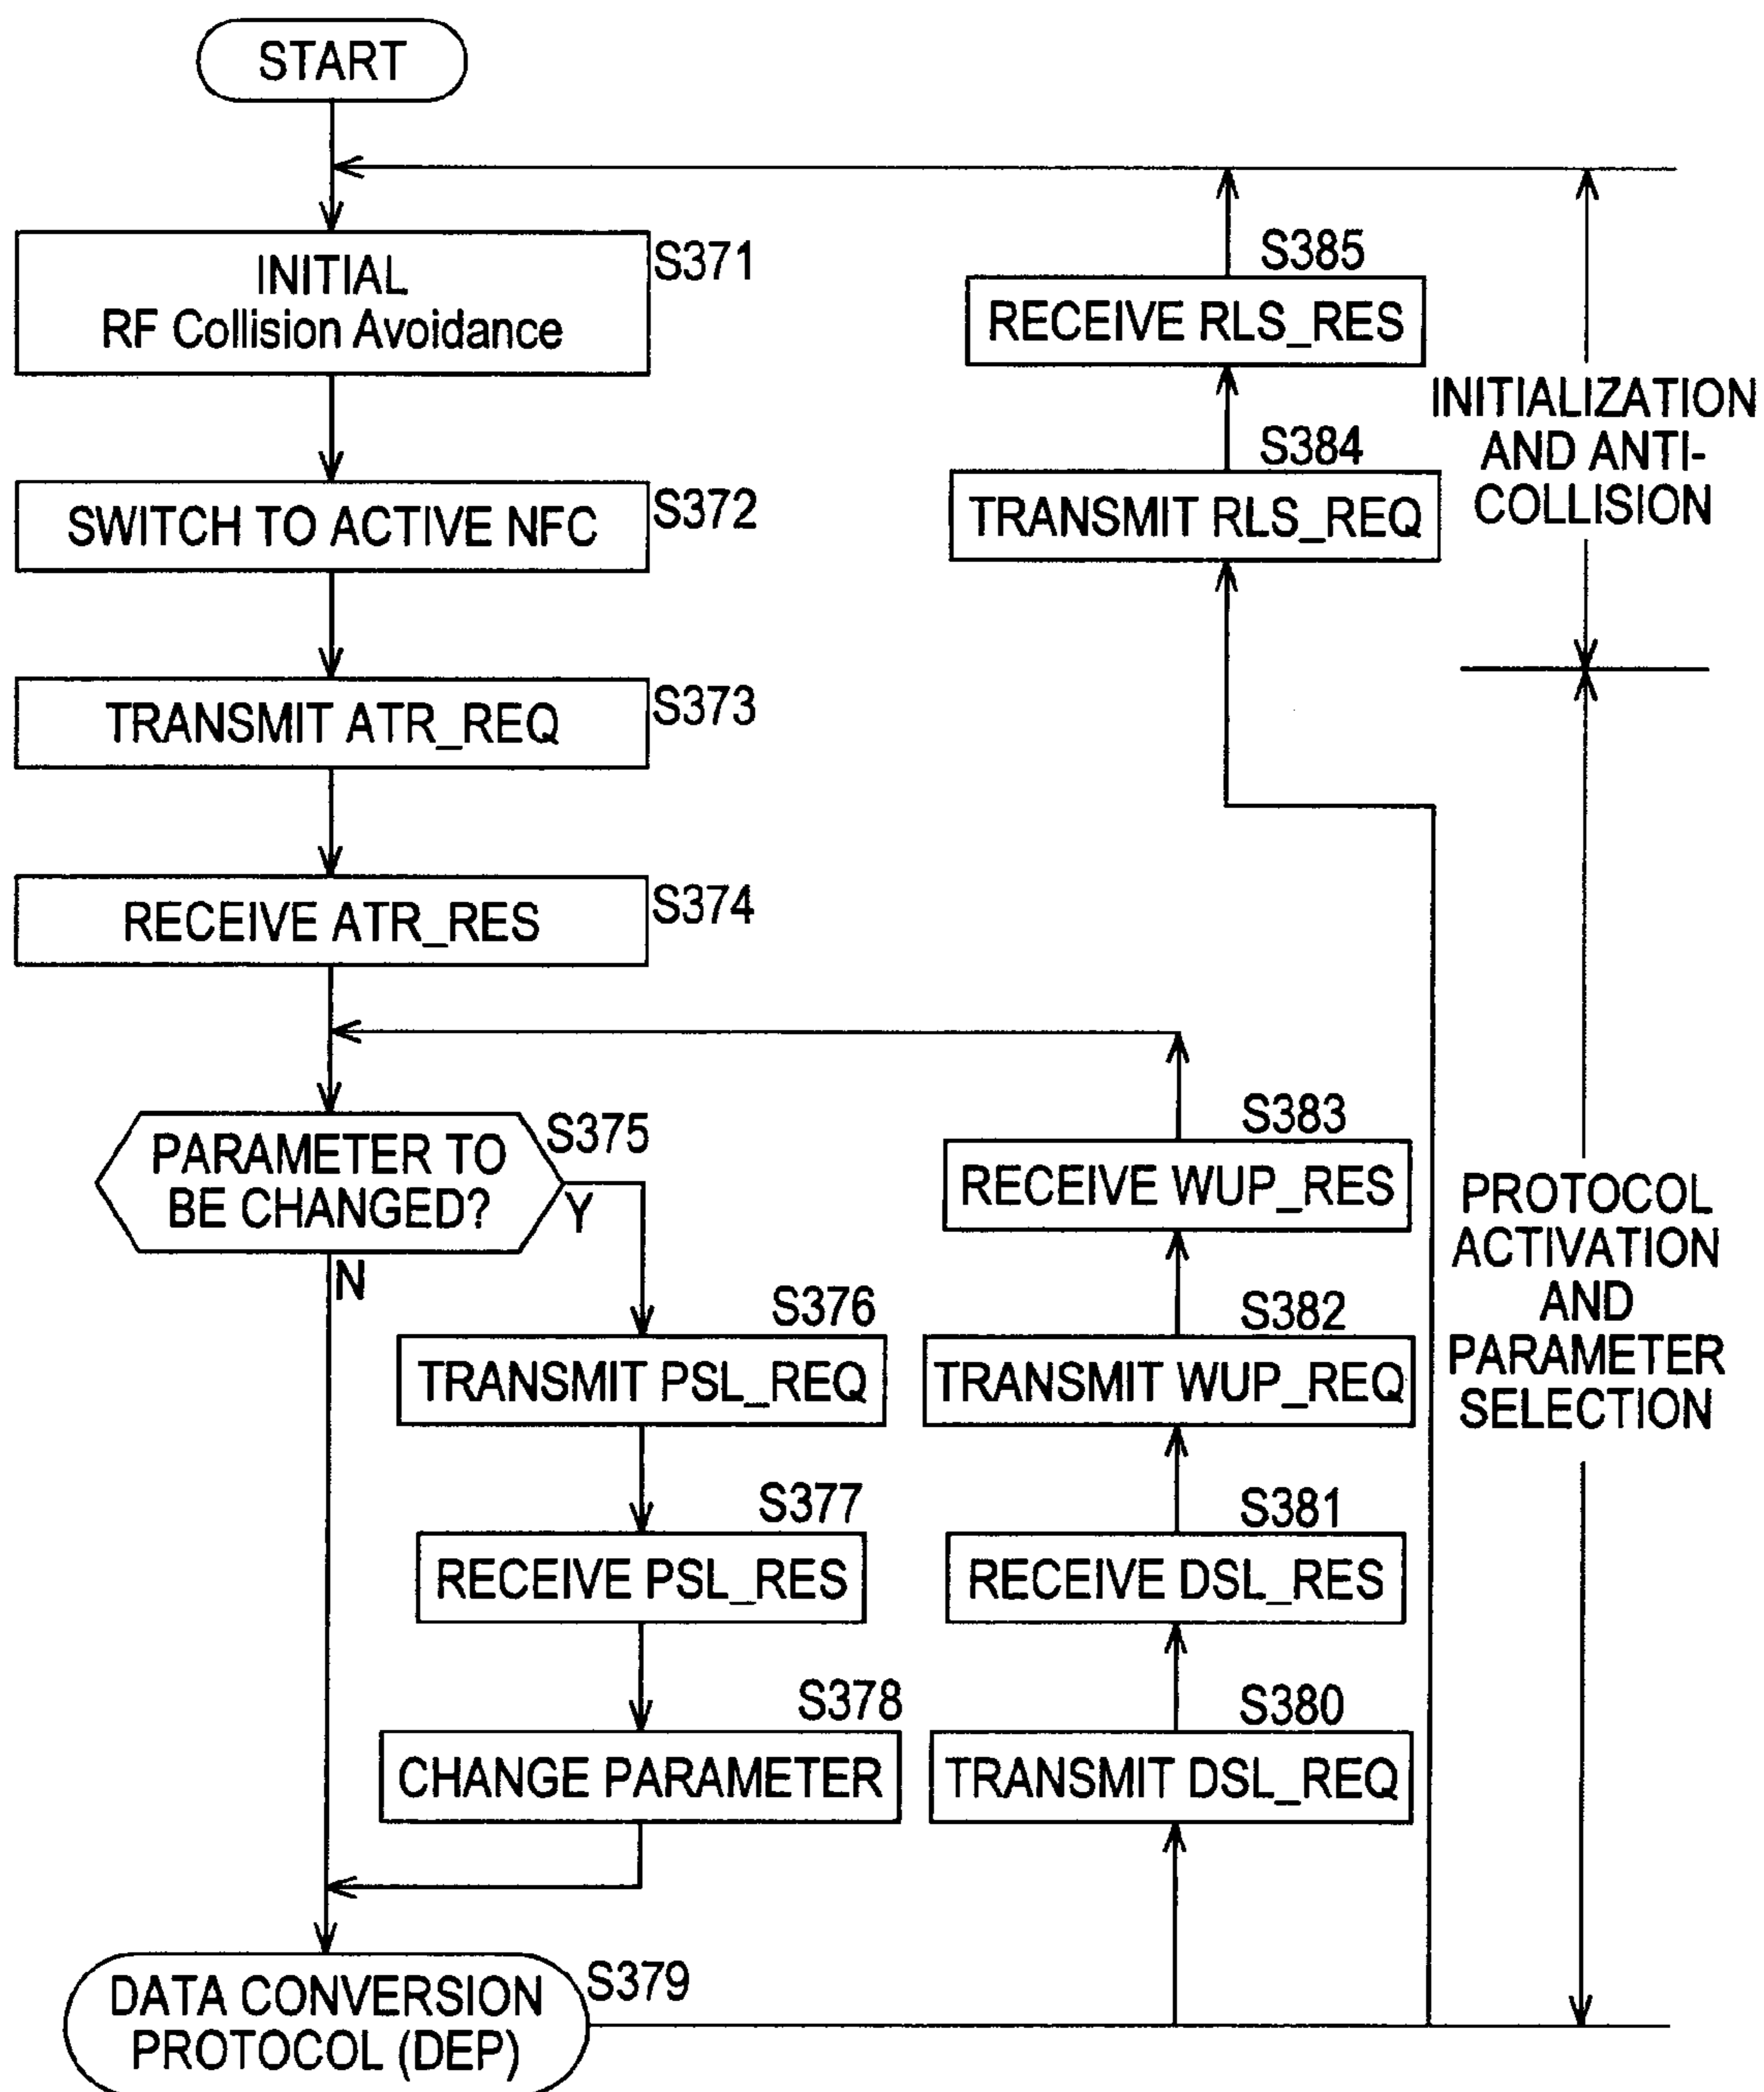 START
INITIAL
RF Collision Avoidance
S371
SWITCH TO ACTIVE NFC
S372
TRANSMIT ATR_REQ
S373
RECEIVE ATR_RES
S374
PARAMETER TO
BE CHANGED?
S375
Y
N
S376
TRANSMIT PSL_REQ
S377
RECEIVE PSL_RES
S378
CHANGE PARAMETER
DATA CONVERSION
PROTOCOL (DEP)
S379
S380
TRANSMIT DSL_REQ
S381
RECEIVE DSL_RES
S382
TRANSMIT WUP_REQ
S383
RECEIVE WUP_RES
S384
TRANSMIT RLS_REQ
S385
RECEIVE RLS_RES
INITIALIZATION
AND ANTI-
COLLISION
PROTOCOL
ACTIVATION
AND
PARAMETER
SELECTION